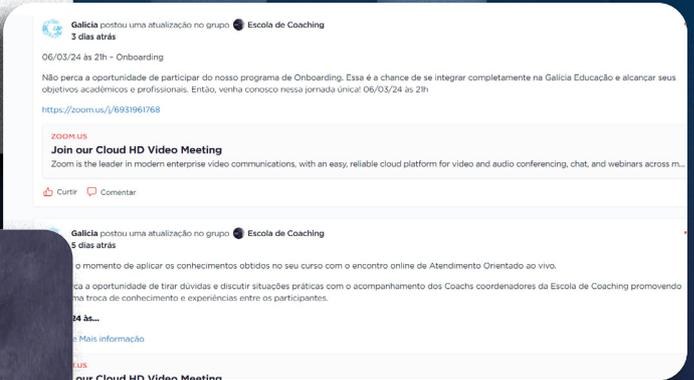 Galícia postou uma atualização no grupo Escola de Coaching
3 dias atrás
06/03/24 às 21h – Onboarding
Não perca a oportunidade de participar do nosso programa de Onboarding. Essa é a chance de se integrar completamente na Galícia Educação e alcançar seus
objetivos acadêmicos e profissionais. Então, venha conosco nessa jornada única! 06/03/24 às 21h
https://zoom.us/j/6931961768
ZOOM.US
Join our Cloud HD Video Meeting
Zoom is the leader in modern enterprise video communications, with an easy, reliable cloud platform for video and audio conferencing, chat, and webinars across m...
Curtir Comentar
Galícia postou uma atualização no grupo Escola de Coaching
5 dias atrás
o momento de aplicar os conhecimentos obtidos no seu curso com o encontro online de Atendimento Orientado ao vivo.
a oportunidade de tirar dúvidas e discutir situações práticas com o acompanhamento dos Coachs coordenadores da Escola de Coaching promovendo
troca de conhecimento e experiências entre os participantes.
24 às...
Mais informação
our Cloud HD Video Meeting